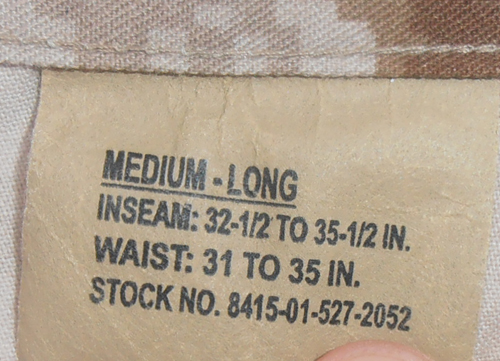 MEDIUM - LONG
INSEAM: 32-1/2 TO 35-1/2 IN.
WAIST: 31 TO 35 IN.
STOCK NO. 8415-01-527-2052